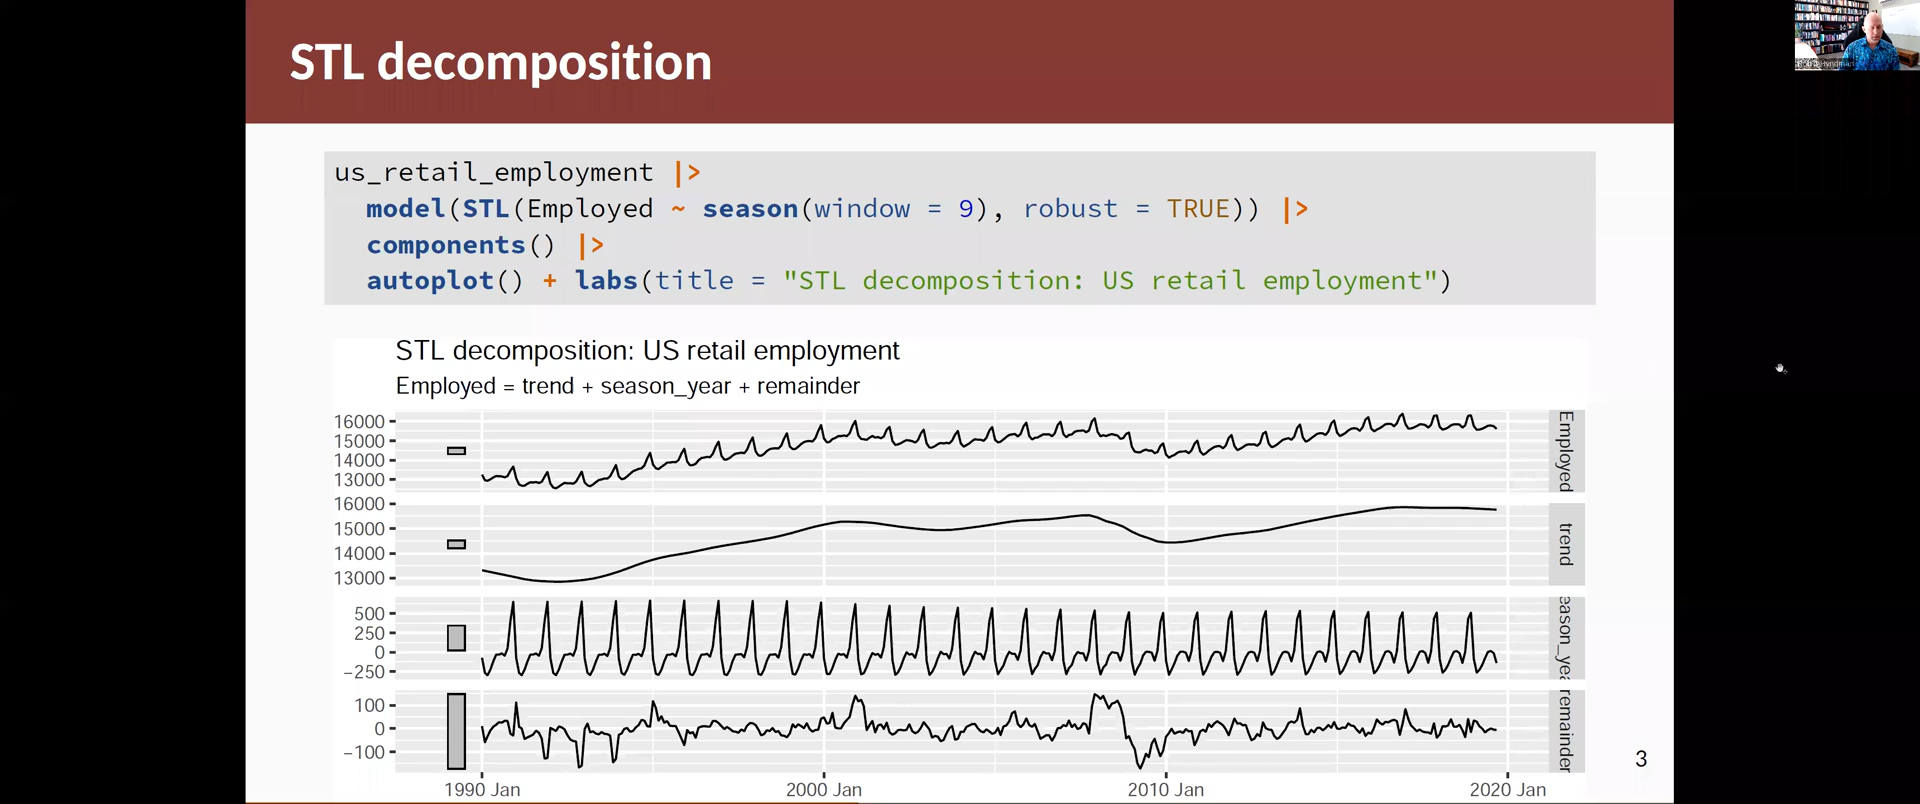 STL decomposition
us_retail_employment |>
model(STL(Employed ~ season(window = 9), robust = TRUE)) |>
components() |>
autoplot() + labs(title = "STL decomposition: US retail employment")
STL decomposition: US retail employment
Employed = trend + season_year + remainder
16000
15000
14000
13000
Employed
16000
15000
14000
13000
trend
500
250
0
−250
eason_yea
100
0
−100
remainder
1990 Jan
2000 Jan
2010 Jan
2020 Jan
3